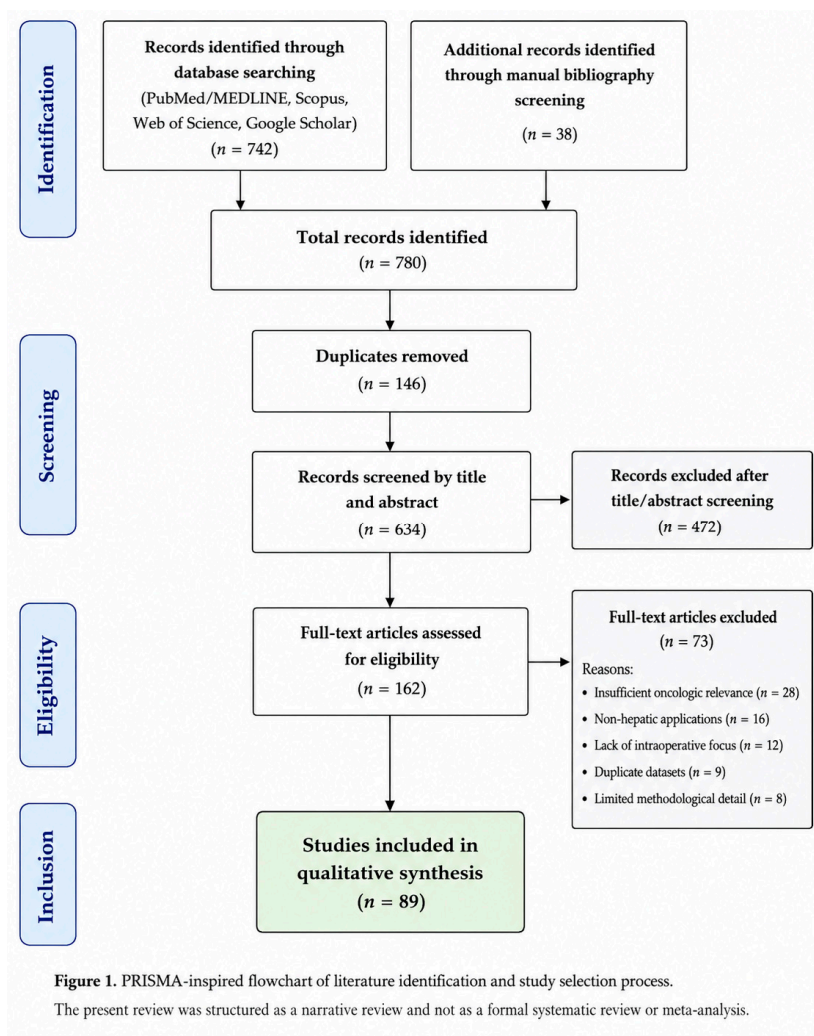 Identification
Records identified through
database searching
(PubMed/MEDLINE, Scopus,
Web of Science, Google Scholar)
(n = 742)
Additional records identified
through manual bibliography
screening
(n = 38)
Total records identified
(n = 780)
Screening
Duplicates removed
(n = 146)
Records screened by title
and abstract
(n = 634)
Records excluded after
title/abstract screening
(n = 472)
Eligibility
Full-text articles assessed
for eligibility
(n = 162)
Full-text articles excluded
(n = 73)
Reasons:
• Insufficient oncologic relevance (n = 28)
• Non-hepatic applications (n = 16)
• Lack of intraoperative focus (n = 12)
• Duplicate datasets (n = 9)
• Limited methodological detail (n = 8)
Inclusion
Studies included in
qualitative synthesis
(n = 89)
Figure 1. PRISMA-inspired flowchart of literature identification and study selection process.
The present review was structured as a narrative review and not as a formal systematic review or meta-analysis.